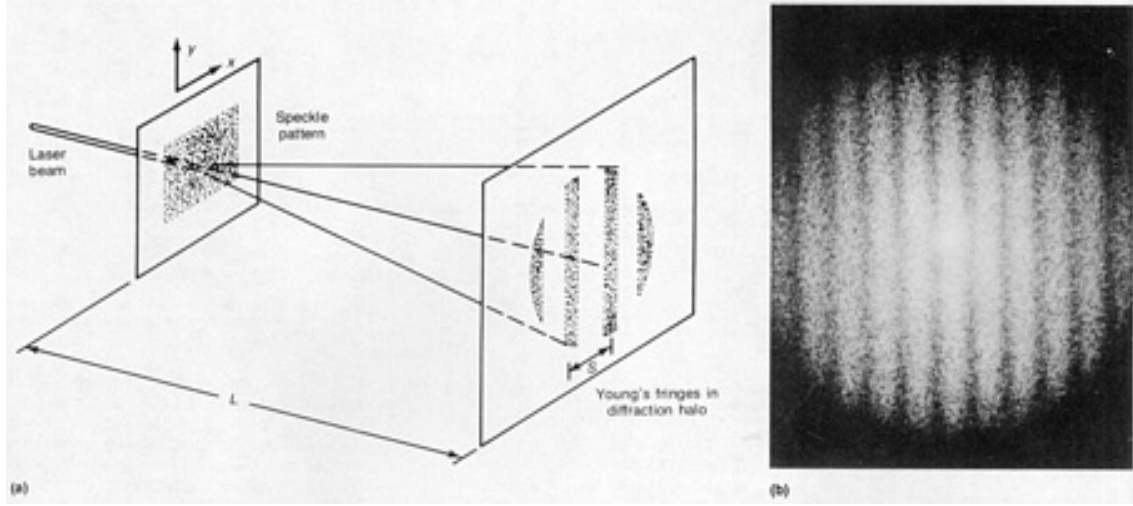 y
x
Speckle
pattern
Laser
beam
S
L
Young's fringes in
diffraction halo
(a)
(b)